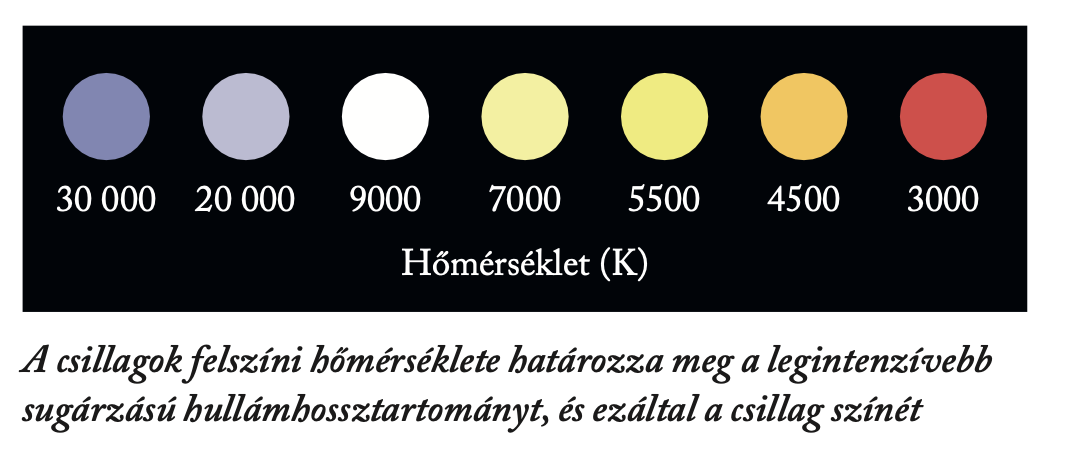 30 000 20 000 9000 7000 5500 4500 3000
Hőmérséklet (K)
A csillagok felszíni hőmérséklete határozza meg a legintenzívebb
sugárzású hullámhossztartományt, és ezáltal a csillag színét